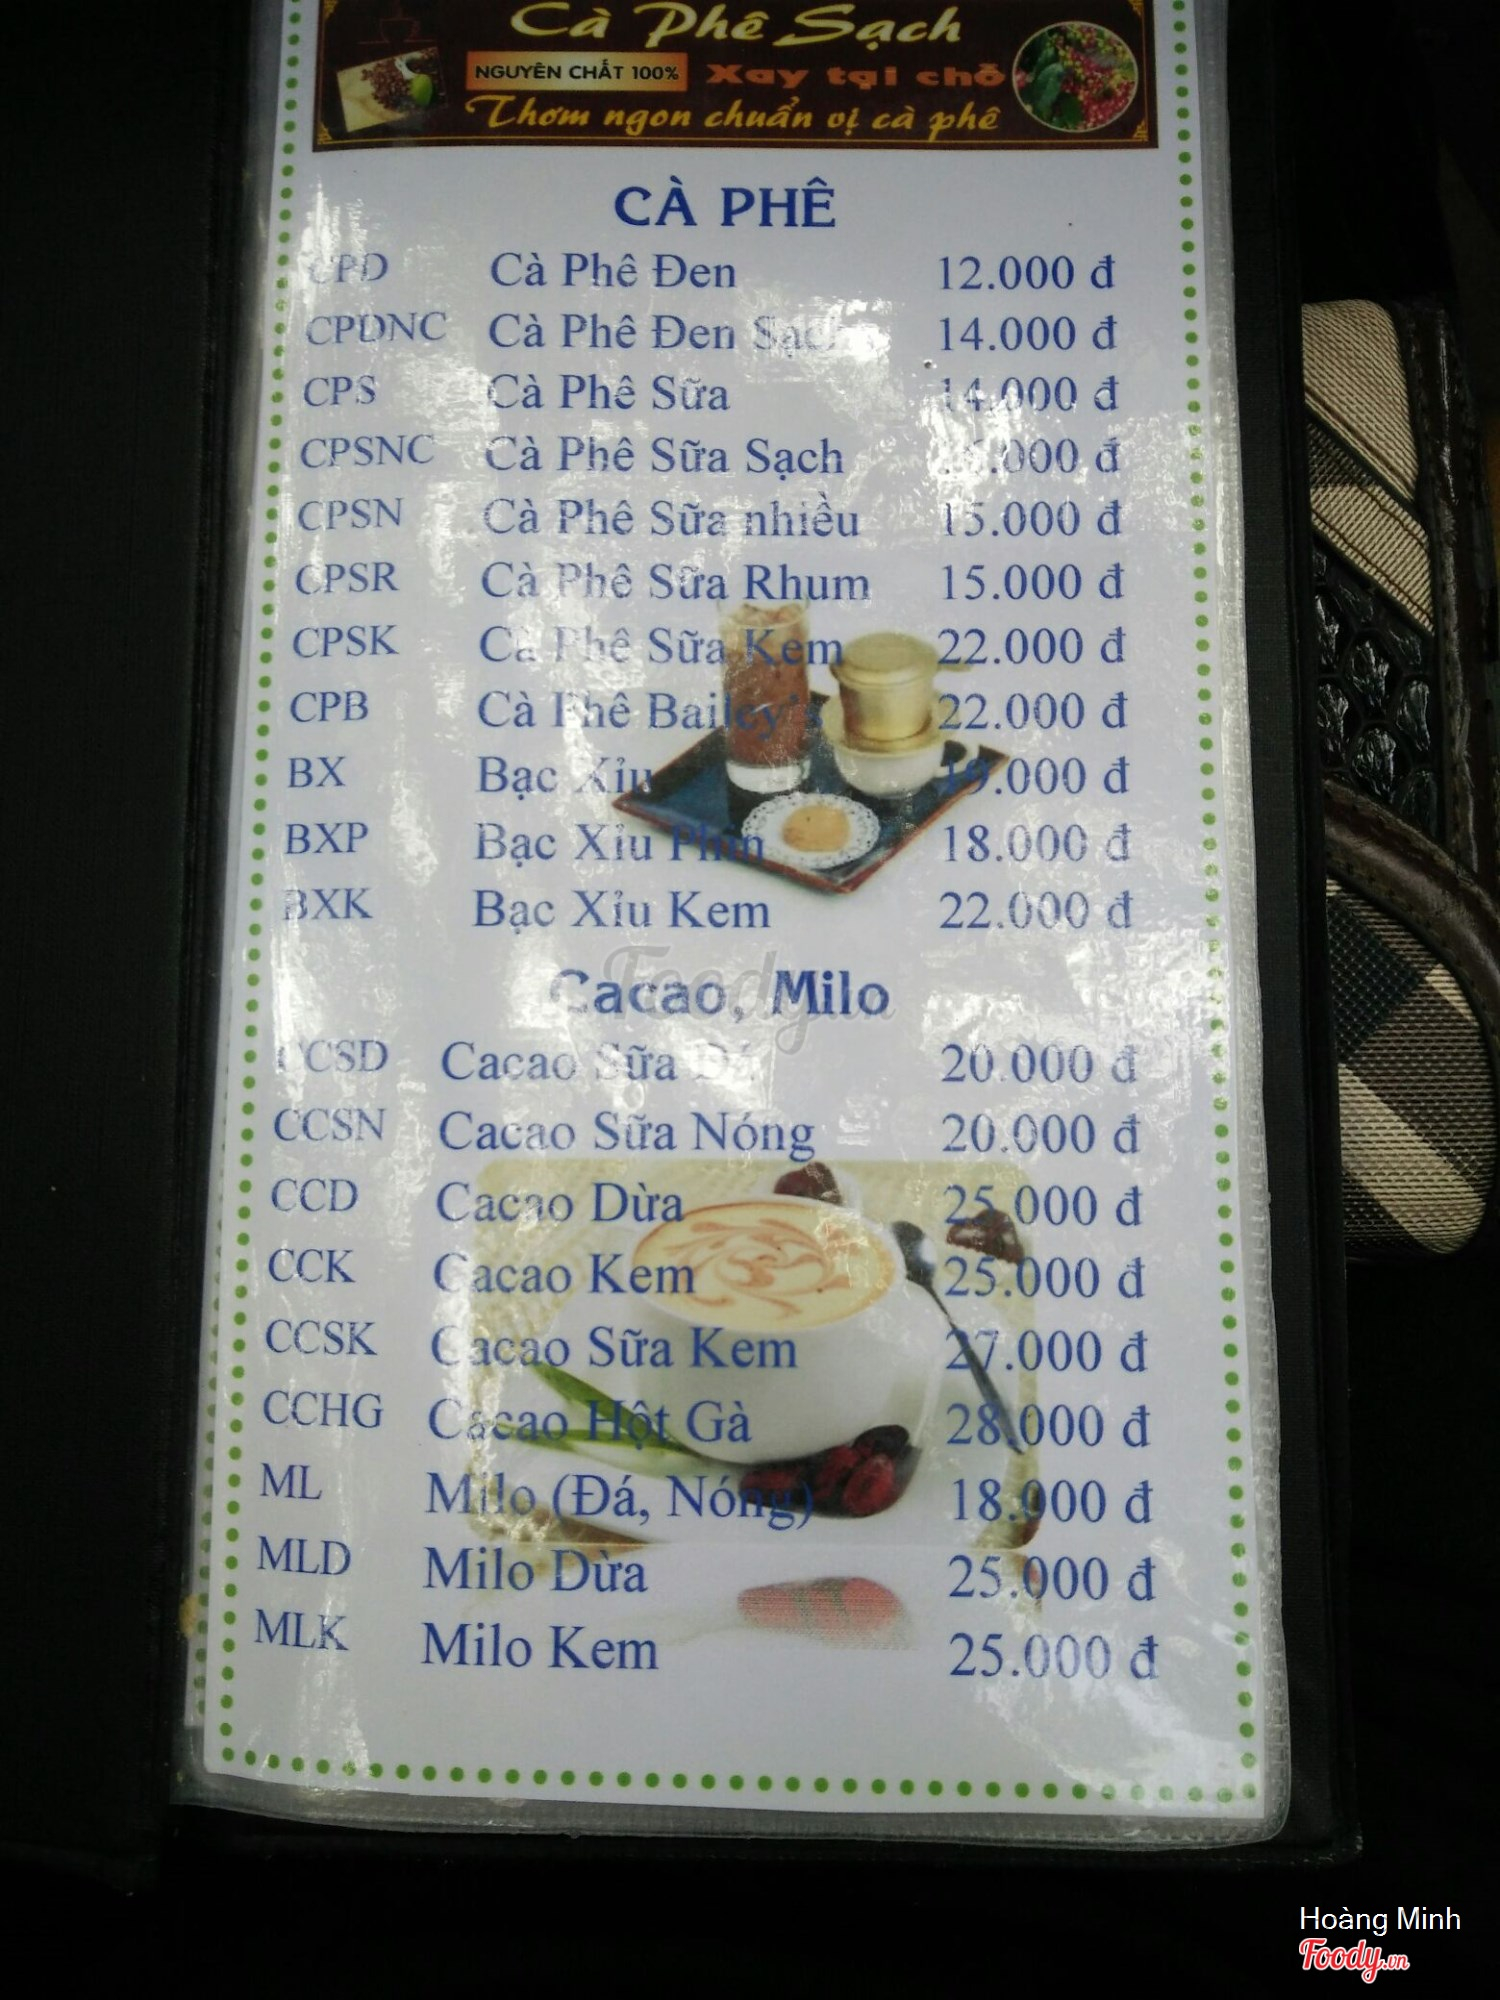 Cà Phê Sạch
NGUYÊN CHẤT 100% Xay tại chỗ
Thơm ngon chuẩn vị cà phê
CÀ PHÊ
CPD Cà Phê Đen 12.000 đ
CPDNC Cà Phê Đen Sạch 14.000 đ
CPS Cà Phê Sữa 14.000 đ
CPSNC Cà Phê Sữa Sạch
CPSN Cà Phê Sữa nhiều 15.000 đ
CPSR Cà Phê Sữa Rhum 15.000 đ
CPSK Cà Phê Sữa Kem 22.000 đ
CPB Cà Phê Bailey's 22.000 đ
BX Bạc Xỉu 19.000 đ
BXP Bạc Xỉu Phin 18.000 đ
BXK Bạc Xỉu Kem 22.000 đ
Cacao, Milo
CCSD Cacao Sữa Đá 20.000 đ
CCSN Cacao Sữa Nóng 20.000 đ
CCD Cacao Dừa 25.000 đ
CCK Cacao Kem 25.000 đ
CCSK Cacao Sữa Kem 27.000 đ
CCHG Cacao Hột Gà 28.000 đ
ML Milo (Đá, Nóng) 18.000 đ
MLD Milo Dừa 25.000 đ
MLK Milo Kem 25.000 đ
Hoàng Minh
Foody.vn